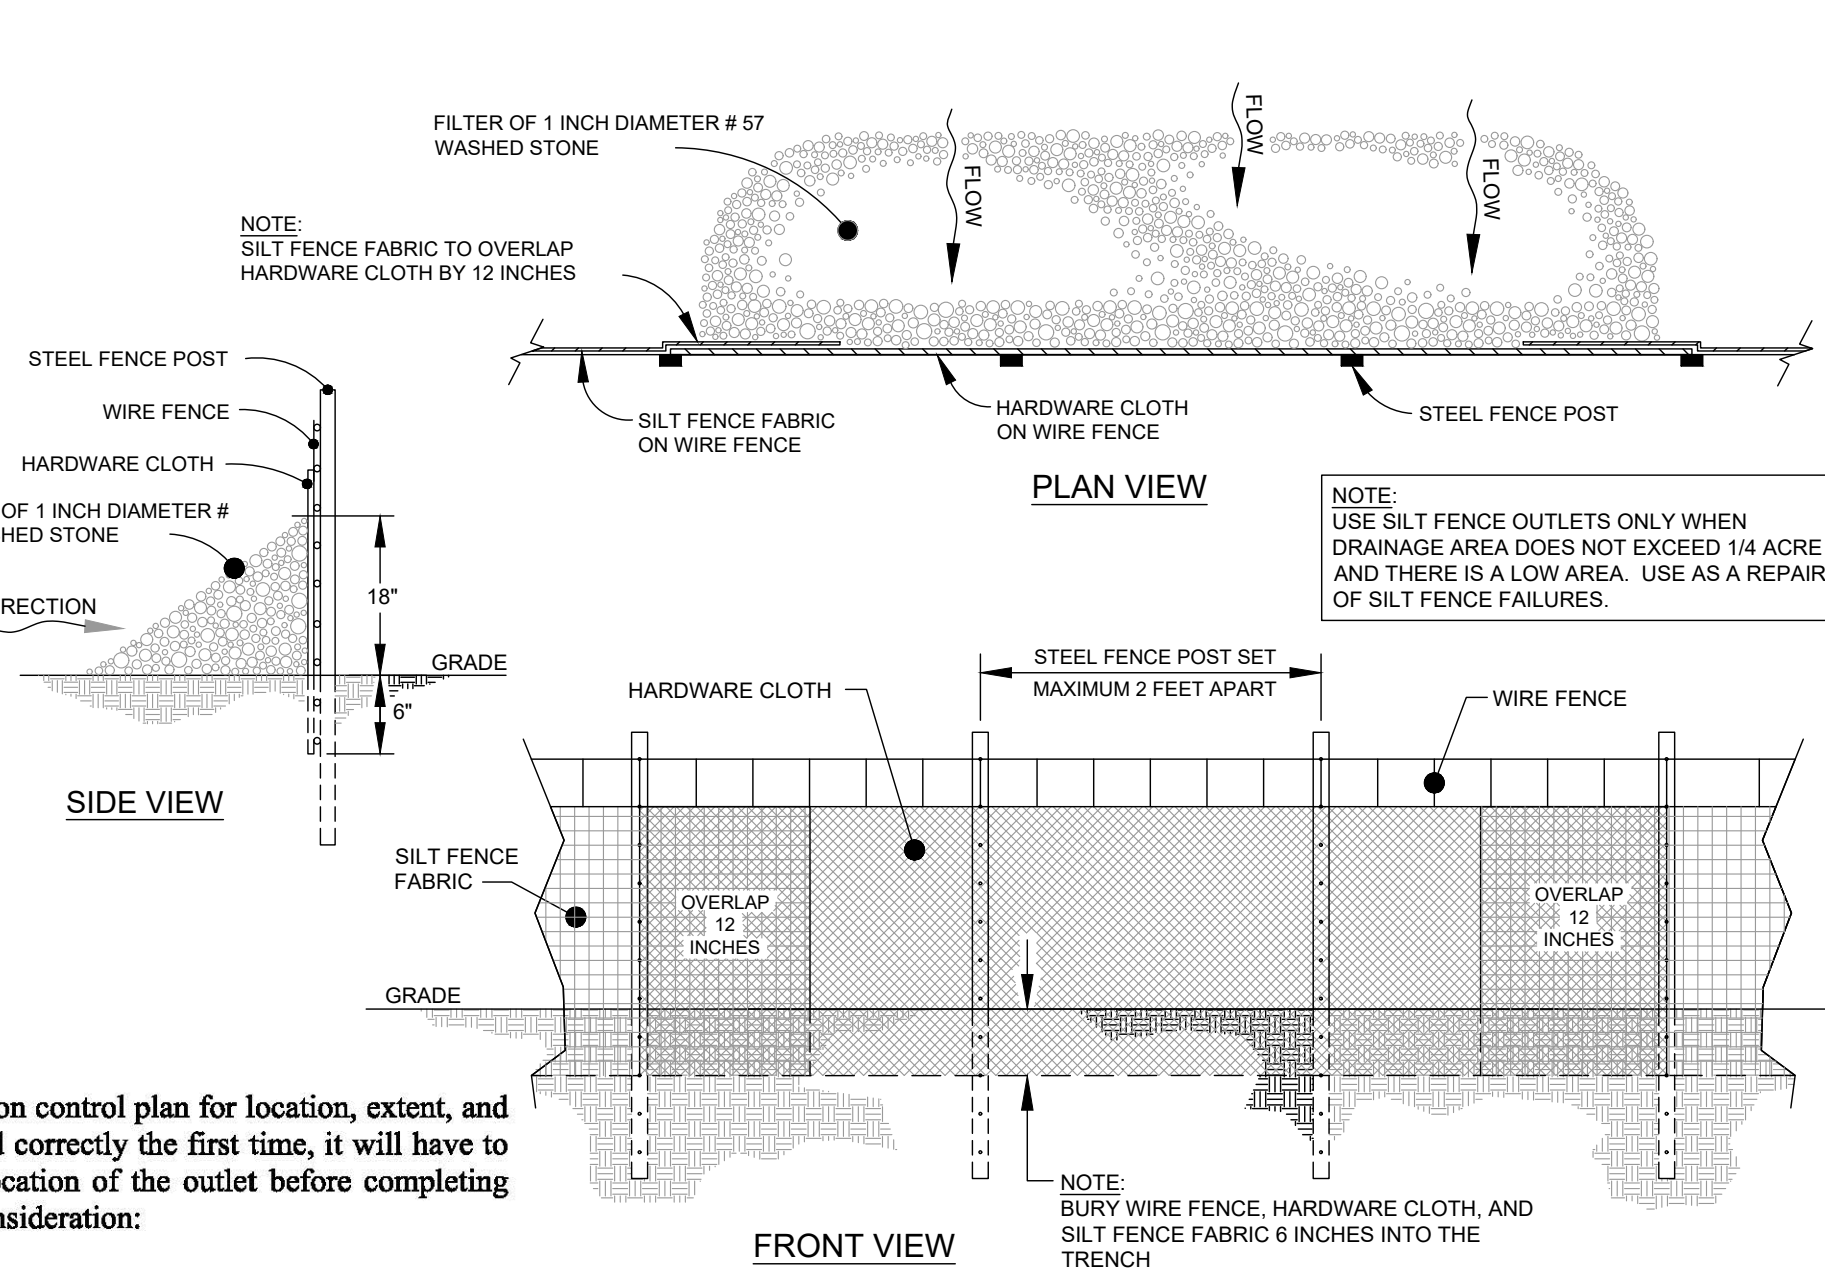 FILTER OF 1 INCH DIAMETER # 57
WASHED STONE
FLOW
FLOW
FLOW
NOTE:
SILT FENCE FABRIC TO OVERLAP
HARDWARE CLOTH BY 12 INCHES
SILT FENCE FABRIC
ON WIRE FENCE
HARDWARE CLOTH
ON WIRE FENCE
STEEL FENCE POST
PLAN VIEW
STEEL FENCE POST
WIRE FENCE
HARDWARE CLOTH
OF 1 INCH DIAMETER #
HED STONE
18"
RECTION
GRADE
6"
SIDE VIEW
NOTE:
USE SILT FENCE OUTLETS ONLY WHEN
DRAINAGE AREA DOES NOT EXCEED 1/4 ACRE
AND THERE IS A LOW AREA. USE AS A REPAIR
OF SILT FENCE FAILURES.
STEEL FENCE POST SET
MAXIMUM 2 FEET APART
HARDWARE CLOTH
WIRE FENCE
SILT FENCE
FABRIC
OVERLAP
12
INCHES
OVERLAP
12
INCHES
GRADE
NOTE:
BURY WIRE FENCE, HARDWARE CLOTH, AND
SILT FENCE FABRIC 6 INCHES INTO THE
TRENCH
FRONT VIEW
on control plan for location, extent, and
d correctly the first time, it will have to
ocation of the outlet before completing
nsideration: